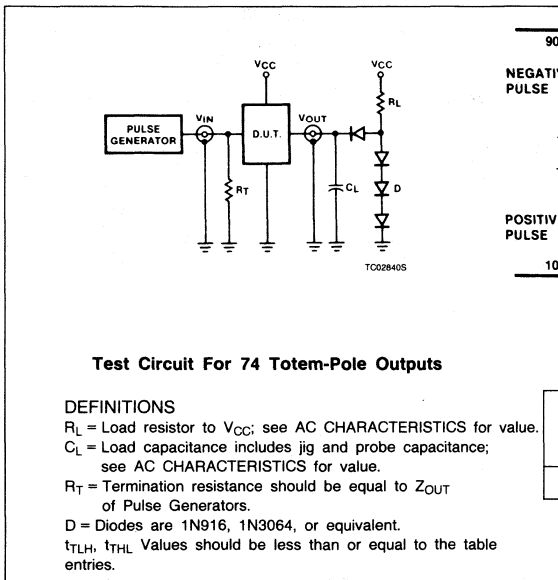 VCC
VCC
90
NEGATI
PULSE
RL
PULSE
GENERATOR
VIN
D.U.T.
VOUT
RT
CL
D
POSITIV
PULSE
10
TC02840S
Test Circuit For 74 Totem-Pole Outputs
DEFINITIONS
RL = Load resistor to VCC; see AC CHARACTERISTICS for value.
CL = Load capacitance includes jig and probe capacitance;
see AC CHARACTERISTICS for value.
RT = Termination resistance should be equal to ZOUT
of Pulse Generators.
D = Diodes are 1N916, 1N3064, or equivalent.
tTLH, tTHL Values should be less than or equal to the table
entries.